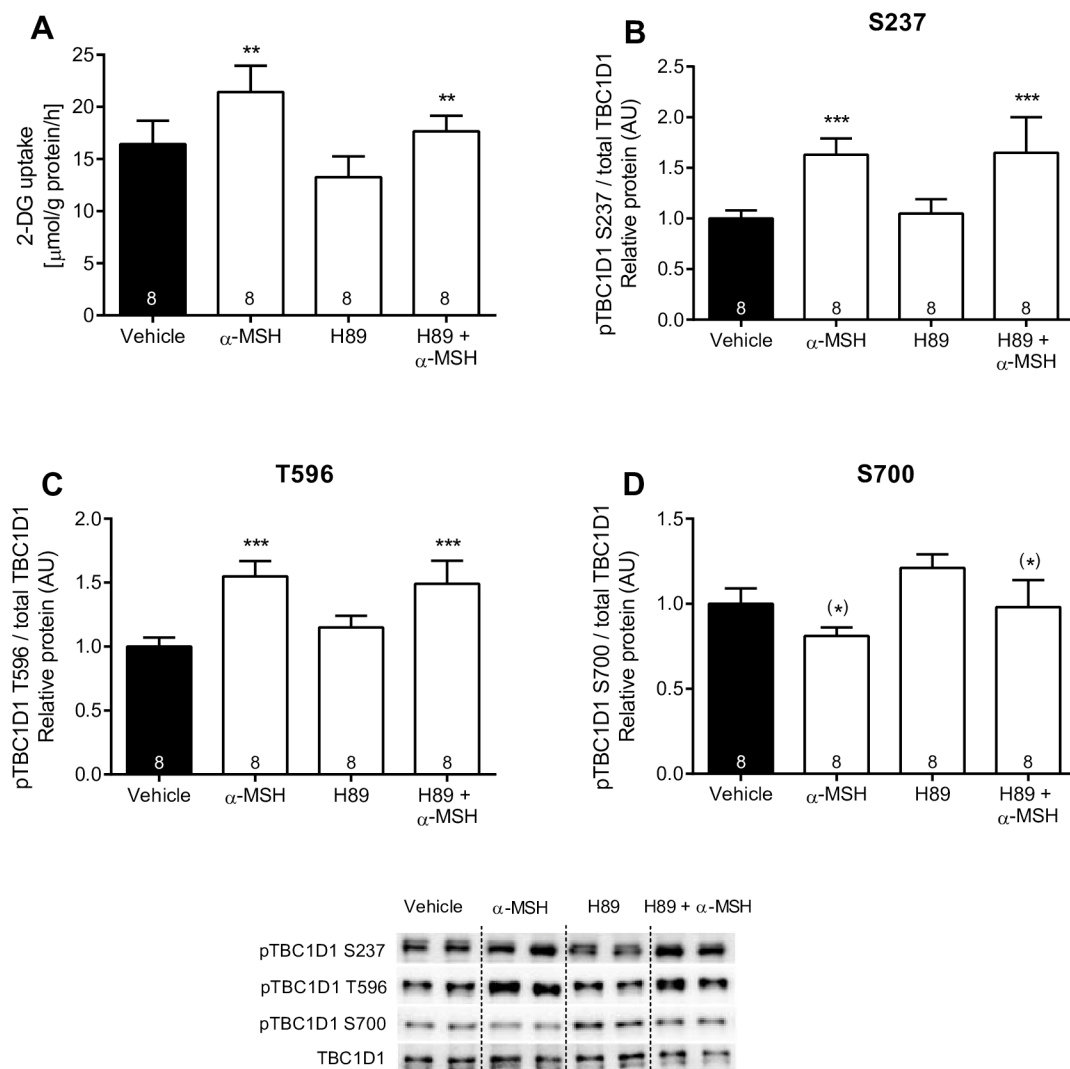 A
**
**
25
20
15
10
5
0
2-DG uptake
[μmol/g protein/h]
8
8
8
8
Vehicle
α-MSH
H89
H89 +
α-MSH
B
S237
***
***
2.5
2.0
1.5
1.0
0.5
0.0
pTBC1D1 S237 / total TBC1D1
Relative protein (AU)
8
8
8
8
Vehicle
α-MSH
H89
H89 +
α-MSH
C
T596
***
***
2.0
1.5
1.0
0.5
0.0
pTBC1D1 T596 / total TBC1D1
Relative protein (AU)
8
8
8
8
Vehicle
α-MSH
H89
H89 +
α-MSH
D
S700
(*)
(*)
1.5
1.0
0.5
0.0
pTBC1D1 S700 / total TBC1D1
Relative protein (AU)
8
8
8
8
Vehicle
α-MSH
H89
H89 +
α-MSH
Vehicle α-MSH H89 H89 + α-MSH
pTBC1D1 S237
pTBC1D1 T596
pTBC1D1 S700
TBC1D1